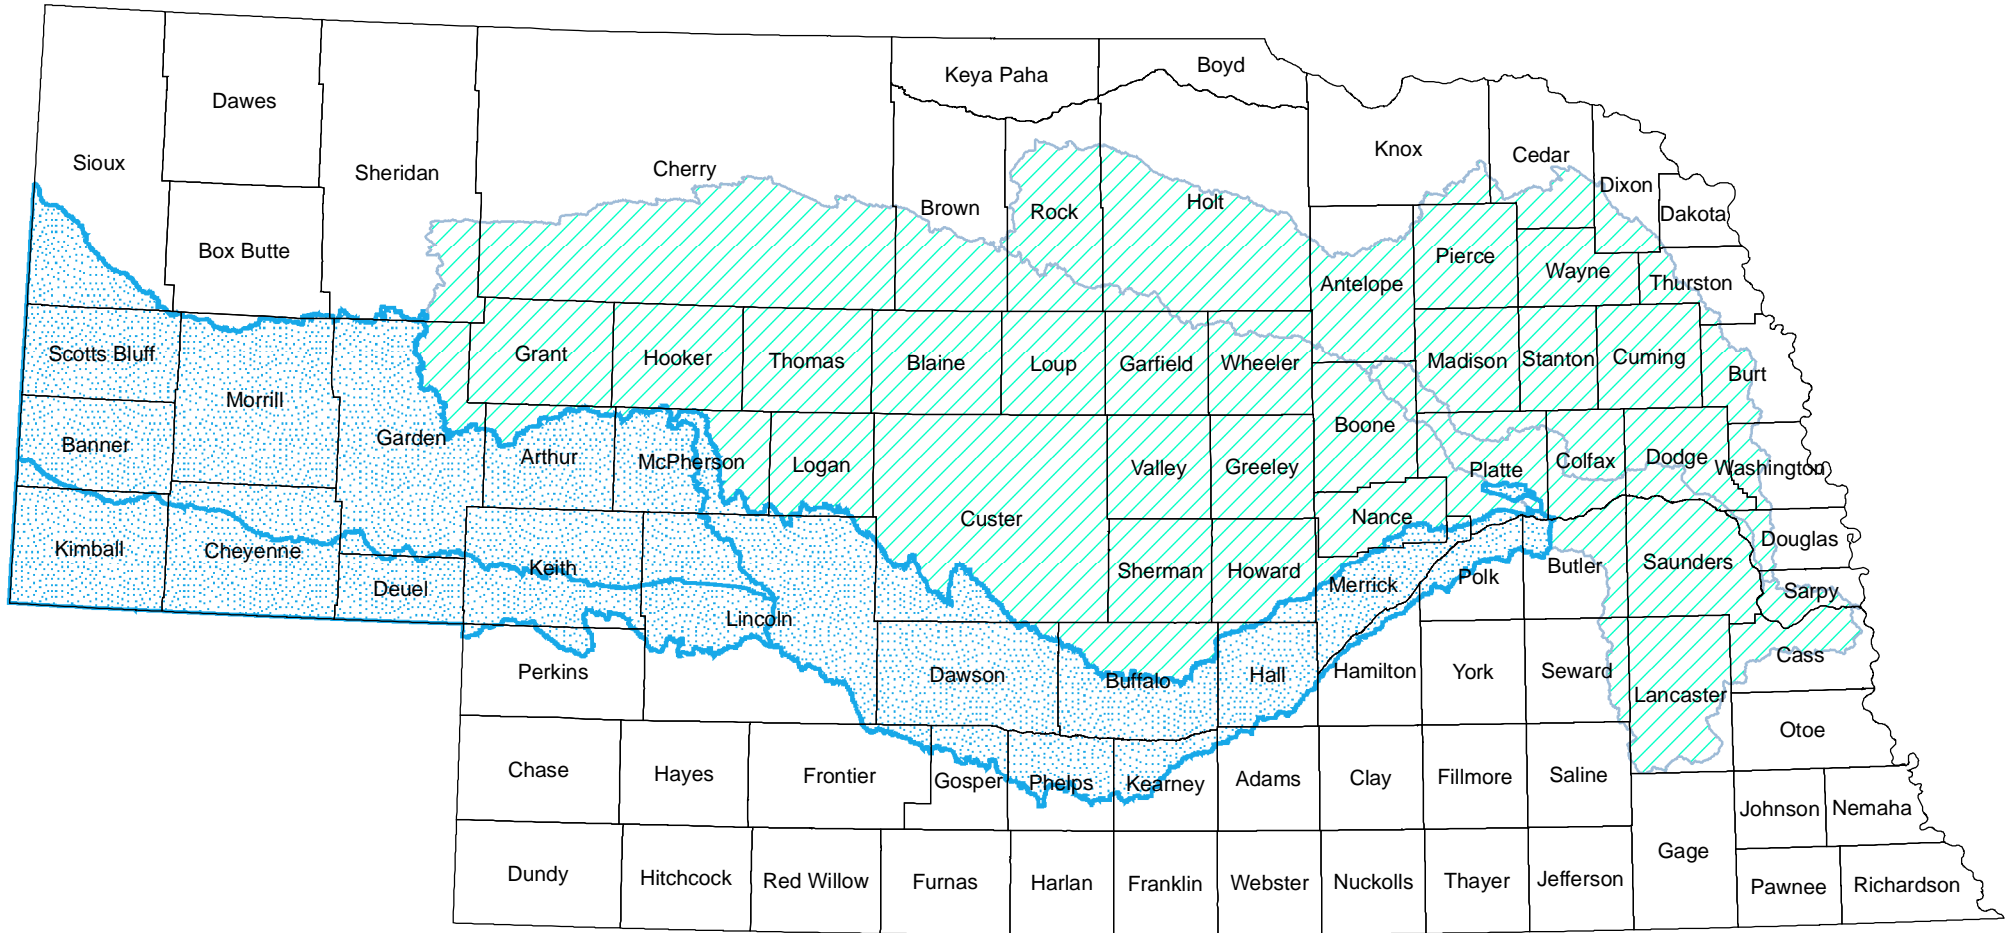 Keya Paha
Boyd
Dawes
Sioux
Sheridan
Cherry
Knox
Cedar
Dixon
Brown
Rock
Holt
Dakota
Box Butte
Antelope
Pierce
Wayne
Thurston
Scotts Bluff
Grant
Hooker
Thomas
Blaine
Loup
Garfield
Wheeler
Madison
Stanton
Cuming
Burt
Morrill
Banner
Garden
Arthur
McPherson
Logan
Valley
Greeley
Boone
Platte
Colfax
Dodge
Washington
Custer
Nance
Kimball
Cheyenne
Deuel
Keith
Lincoln
Sherman
Howard
Merrick
Polk
Butler
Saunders
Douglas
Sarpy
Perkins
Dawson
Buffalo
Hall
Hamilton
York
Seward
Lancaster
Cass
Otoe
Chase
Hayes
Frontier
Gosper
Phelps
Kearney
Adams
Clay
Fillmore
Saline
Johnson
Nemaha
Dundy
Hitchcock
Red Willow
Furnas
Harlan
Franklin
Webster
Nuckolls
Thayer
Jefferson
Gage
Pawnee
Richardson